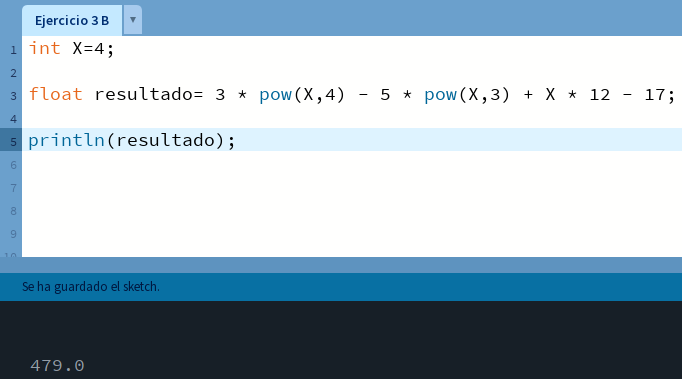 Ejercicio 3 B ▼
1 int X=4;
2
3 float resultado= 3 * pow(X,4) - 5 * pow(X,3) + X * 12 - 17;
4
5 println(resultado);
6
7
8
9
10
Se ha guardado el sketch.
479.0